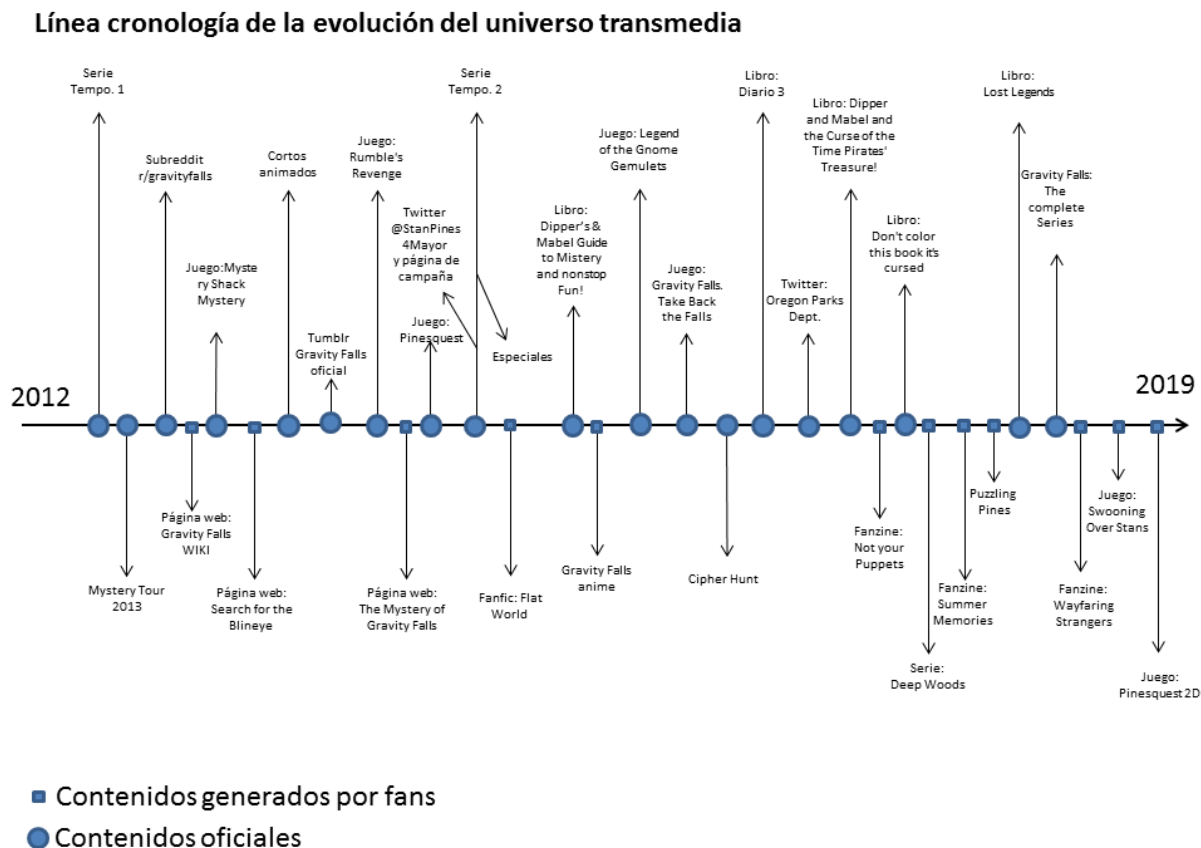 Línea cronología de la evolución del universo transmedia
Serie
Tempo. 1
Subreddit
r/gravityfalls
Juego:Myste
ry Shack
Mystery
Cortos
animados
Tumblr
Gravity Falls
oficial
Juego:
Rumble's
Revenge
Twitter
@StanPines
4Mayor
y página de
campaña
Juego:
Pinesquest
Serie
Tempo. 2
Especiales
Libro:
Dipper's &
Mabel Guide
to Mistery
and nonstop
Fun!
Juego: Legend
of the Gnome
Gemulets
Juego:
Gravity Falls.
Take Back
the Falls
Libro:
Diario 3
Twitter:
Oregon Parks
Dept.
Libro: Dipper
and Mabel and
the Curse of the
Time Pirates'
Treasure!
Libro:
Don't color
this book it's
cursed
Libro:
Lost Legends
Gravity Falls:
The
complete
Series
2012
2019
Mystery Tour
2013
Página web:
Gravity Falls
WIKI
Página web:
Search for the
Blineye
Página web:
The Mystery of
Gravity Falls
Fanfic: Flat
World
Gravity Falls
anime
Cipher Hunt
Fanzine:
Not your
Puppets
Serie:
Deep Woods
Fanzine:
Summer
Memories
Puzzling
Pines
Fanzine:
Wayfaring
Strangers
Juego:
Swooning
Over Stans
Juego:
Pinesquest 2D
Contenidos generados por fans
Contenidos oficiales